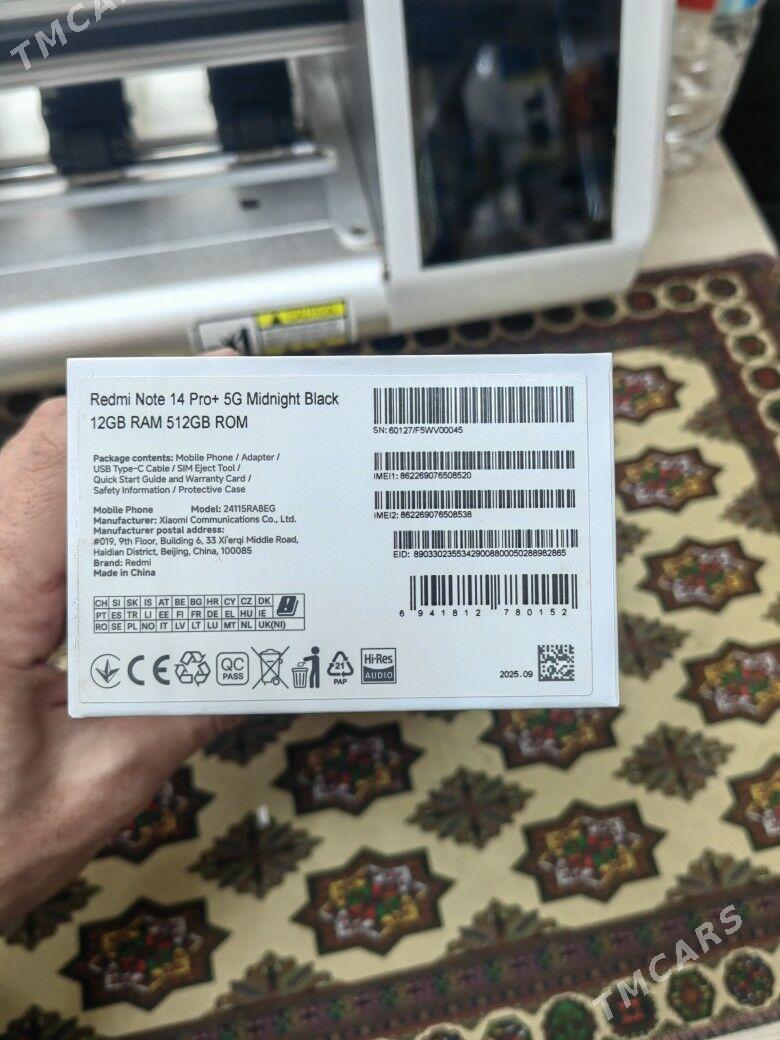 TMCARS
CAUTION
Redmi Note 14 Pro+ 5G Midnight Black
12GB RAM 512GB ROM
Package contents: Mobile Phone / Adapter /
USB Type-C Cable / SIM Eject Tool /
Quick Start Guide and Warranty Card /
Safety Information / Protective Case
Mobile Phone Model: 24115RA8EG
Manufacturer: Xiaomi Communications Co., Ltd.
Manufacturer postal address:
#019, 9th Floor, Building 6, 33 Xi'erqi Middle Road,
Haidian District, Beijing, China, 100085
Brand: Redmi
Made in China
CH SI SK IS AT BE BG HR CY CZ DK
PT ES TR LI EE FI FR DE EL HU IE
RO SE PL NO IT LV LT LU MT NL UK(NI)
CE
QC
PASS
21
PAP
Hi-Res
AUDIO
SN: 60127/F5WV00045
IMEI1: 862269076508520
IMEI2: 862269076508538
EID: 89033023553429008800050288982865
6 941812 780152
2025.09
TMCARS